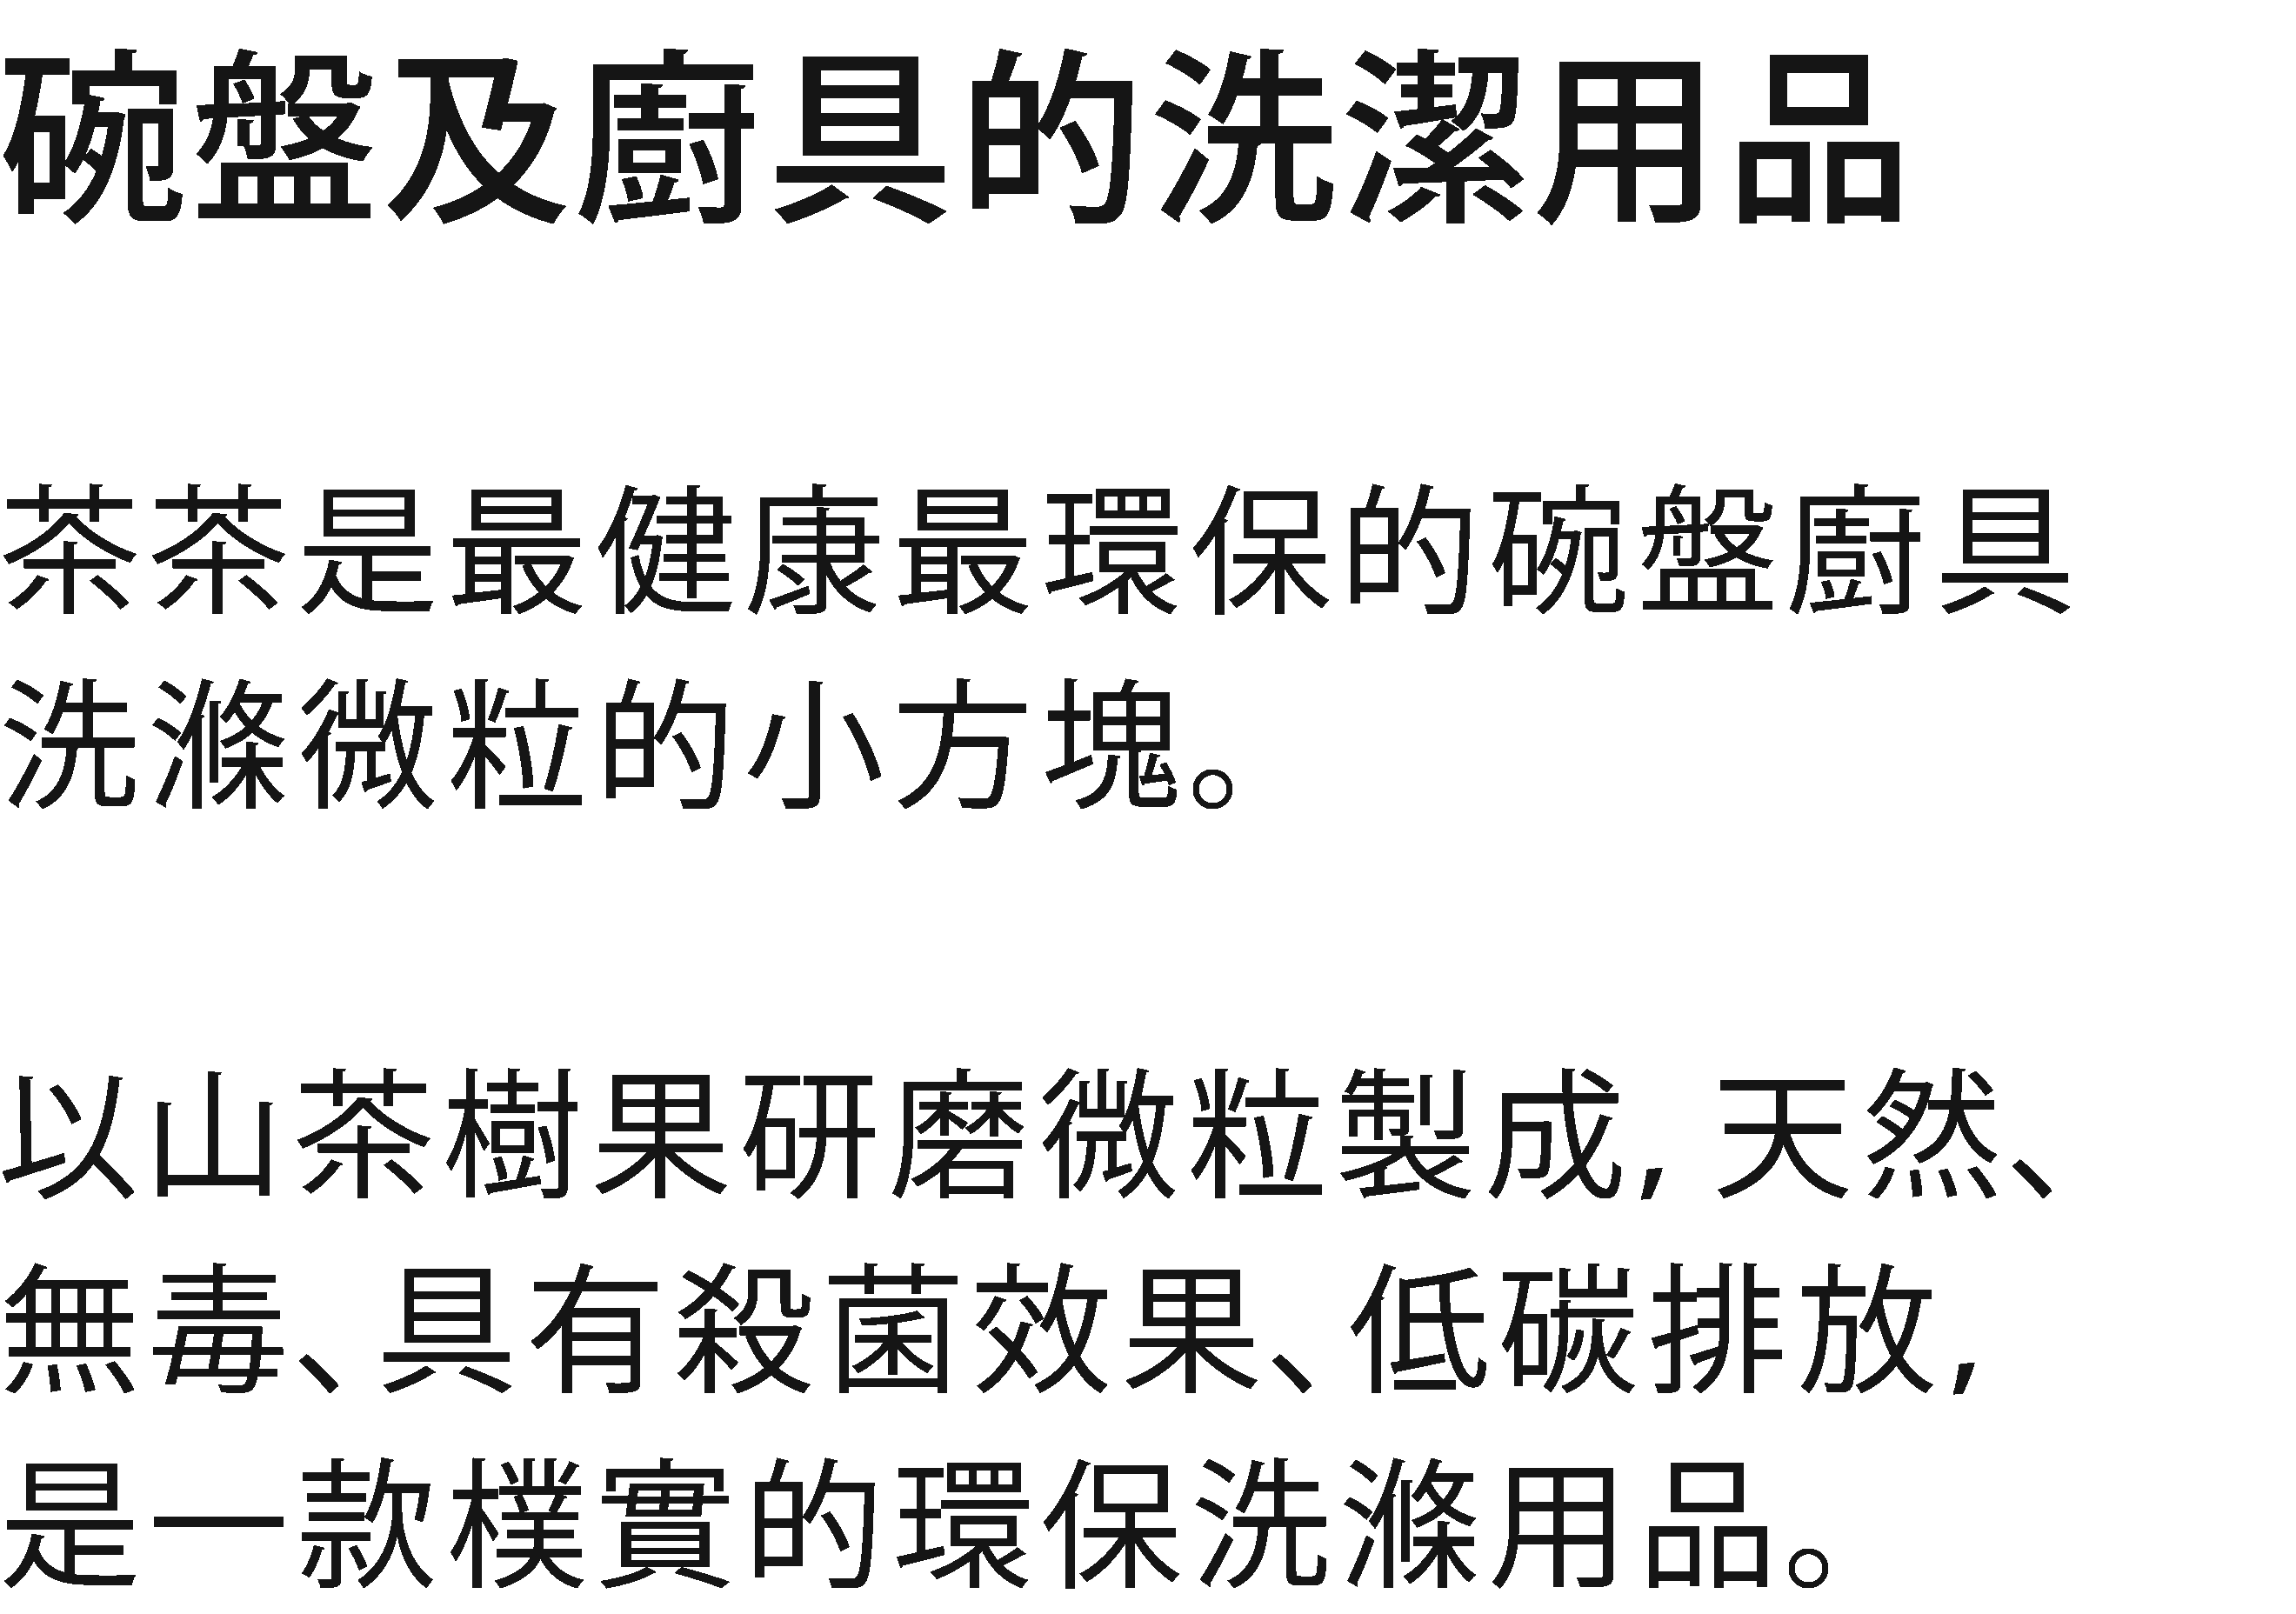 碗盤及廚具的洗潔用品
茶茶是最健康最環保的碗盤廚具
洗滌微粒的小方塊。
以山茶樹果研磨微粒製成，天然、
無毒、具有殺菌效果、低碳排放，
是一款樸實的環保洗滌用品。